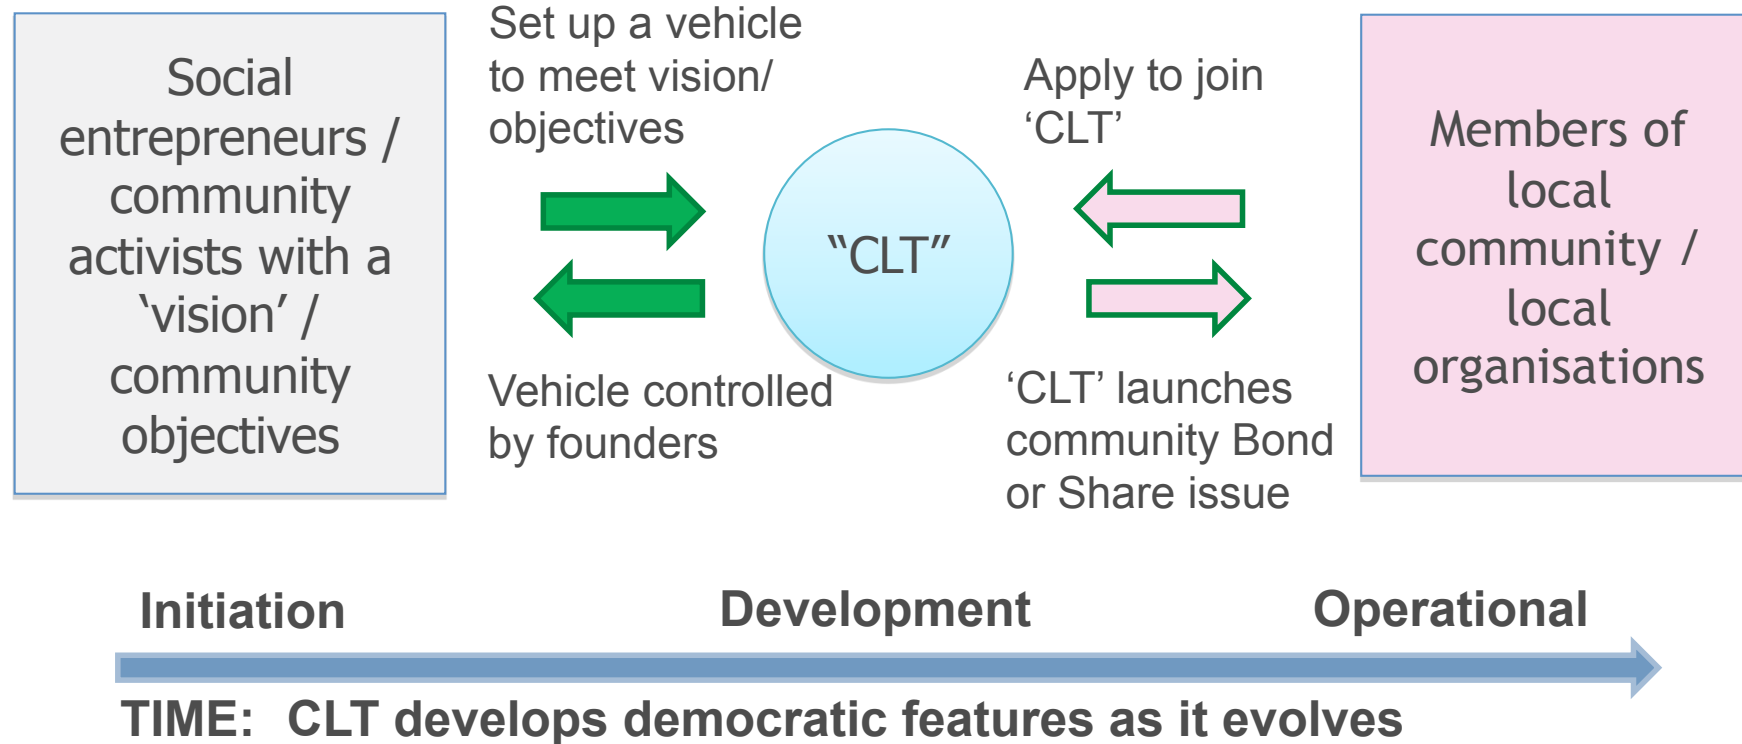 Social
entrepreneurs /
community
activists with a
‘vision’ /
community
objectives
Set up a vehicle
to meet vision/
objectives
Vehicle controlled
by founders
“CLT”
Apply to join
‘CLT’
‘CLT’ launches
community Bond
or Share issue
Members of
local
community /
local
organisations
Initiation
Development
Operational
TIME: CLT develops democratic features as it evolves